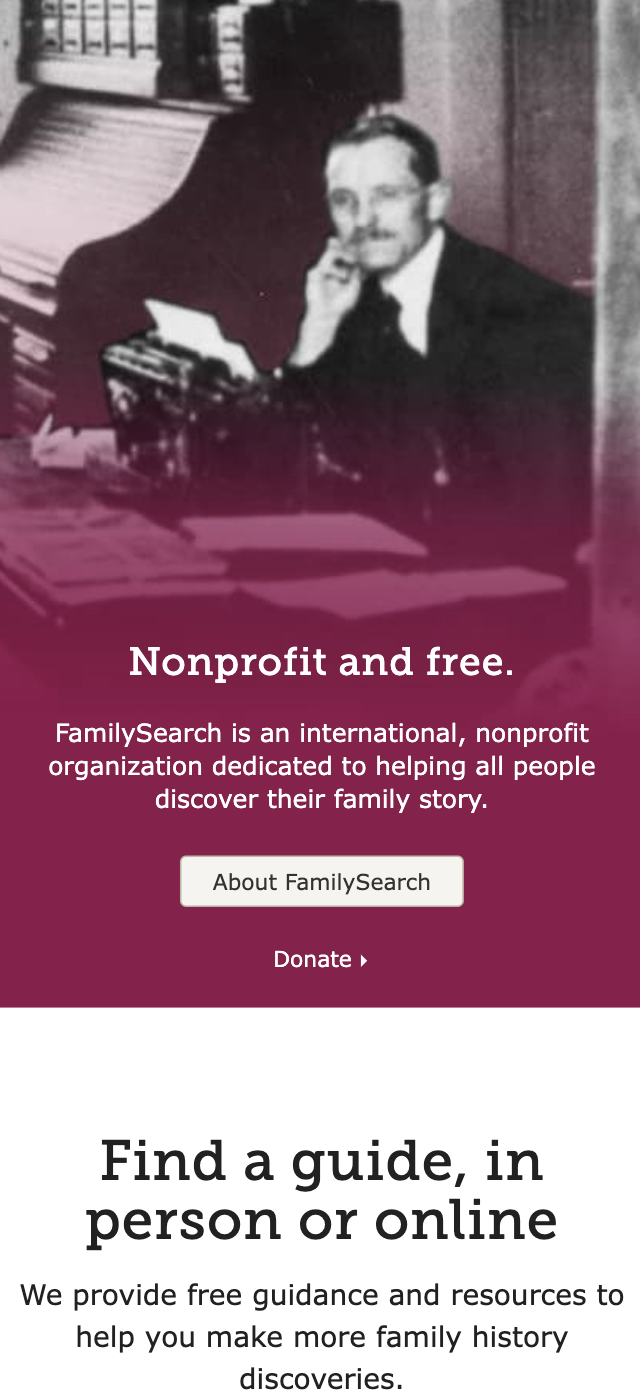 Nonprofit and free.
FamilySearch is an international, nonprofit
organization dedicated to helping all people
discover their family story.
About FamilySearch
Donate
Find a guide, in
person or online
We provide free guidance and resources to
help you make more family history
discoveries.